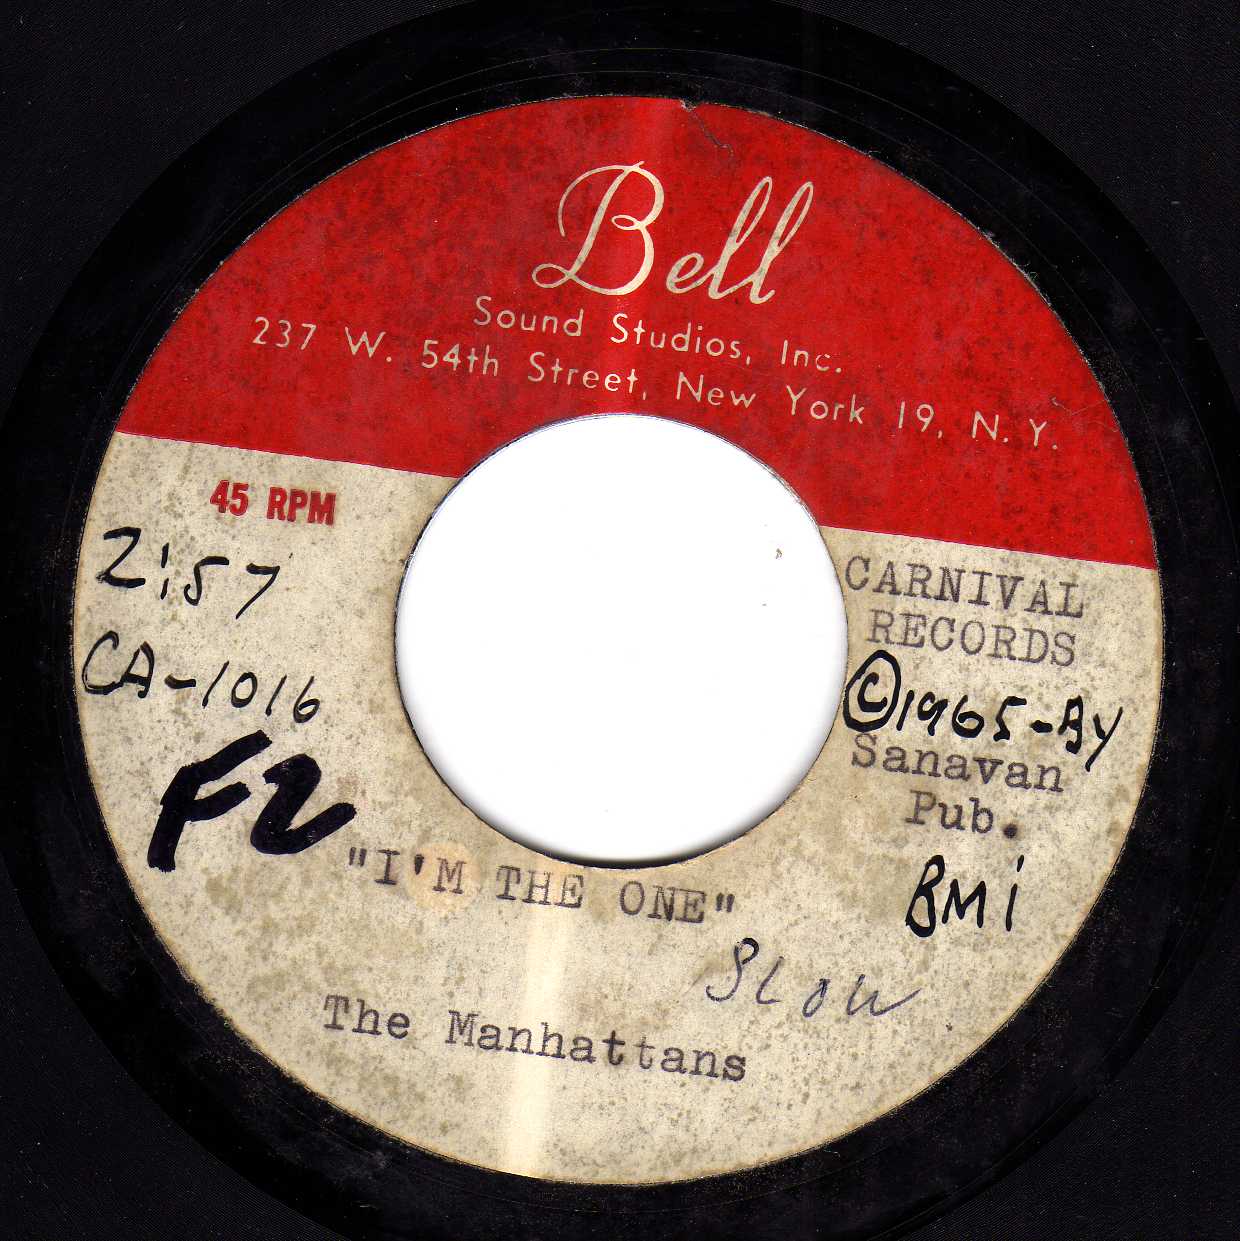 Bell
Sound Studios, Inc.
237 W. 54th Street, New York 19, N.Y.
45 RPM
2:57
CA-1016
F2
CARNIVAL
RECORDS
©1965-BY
Sanavan
Pub.
BMI
"I'M THE ONE"
SLOW
The Manhattans